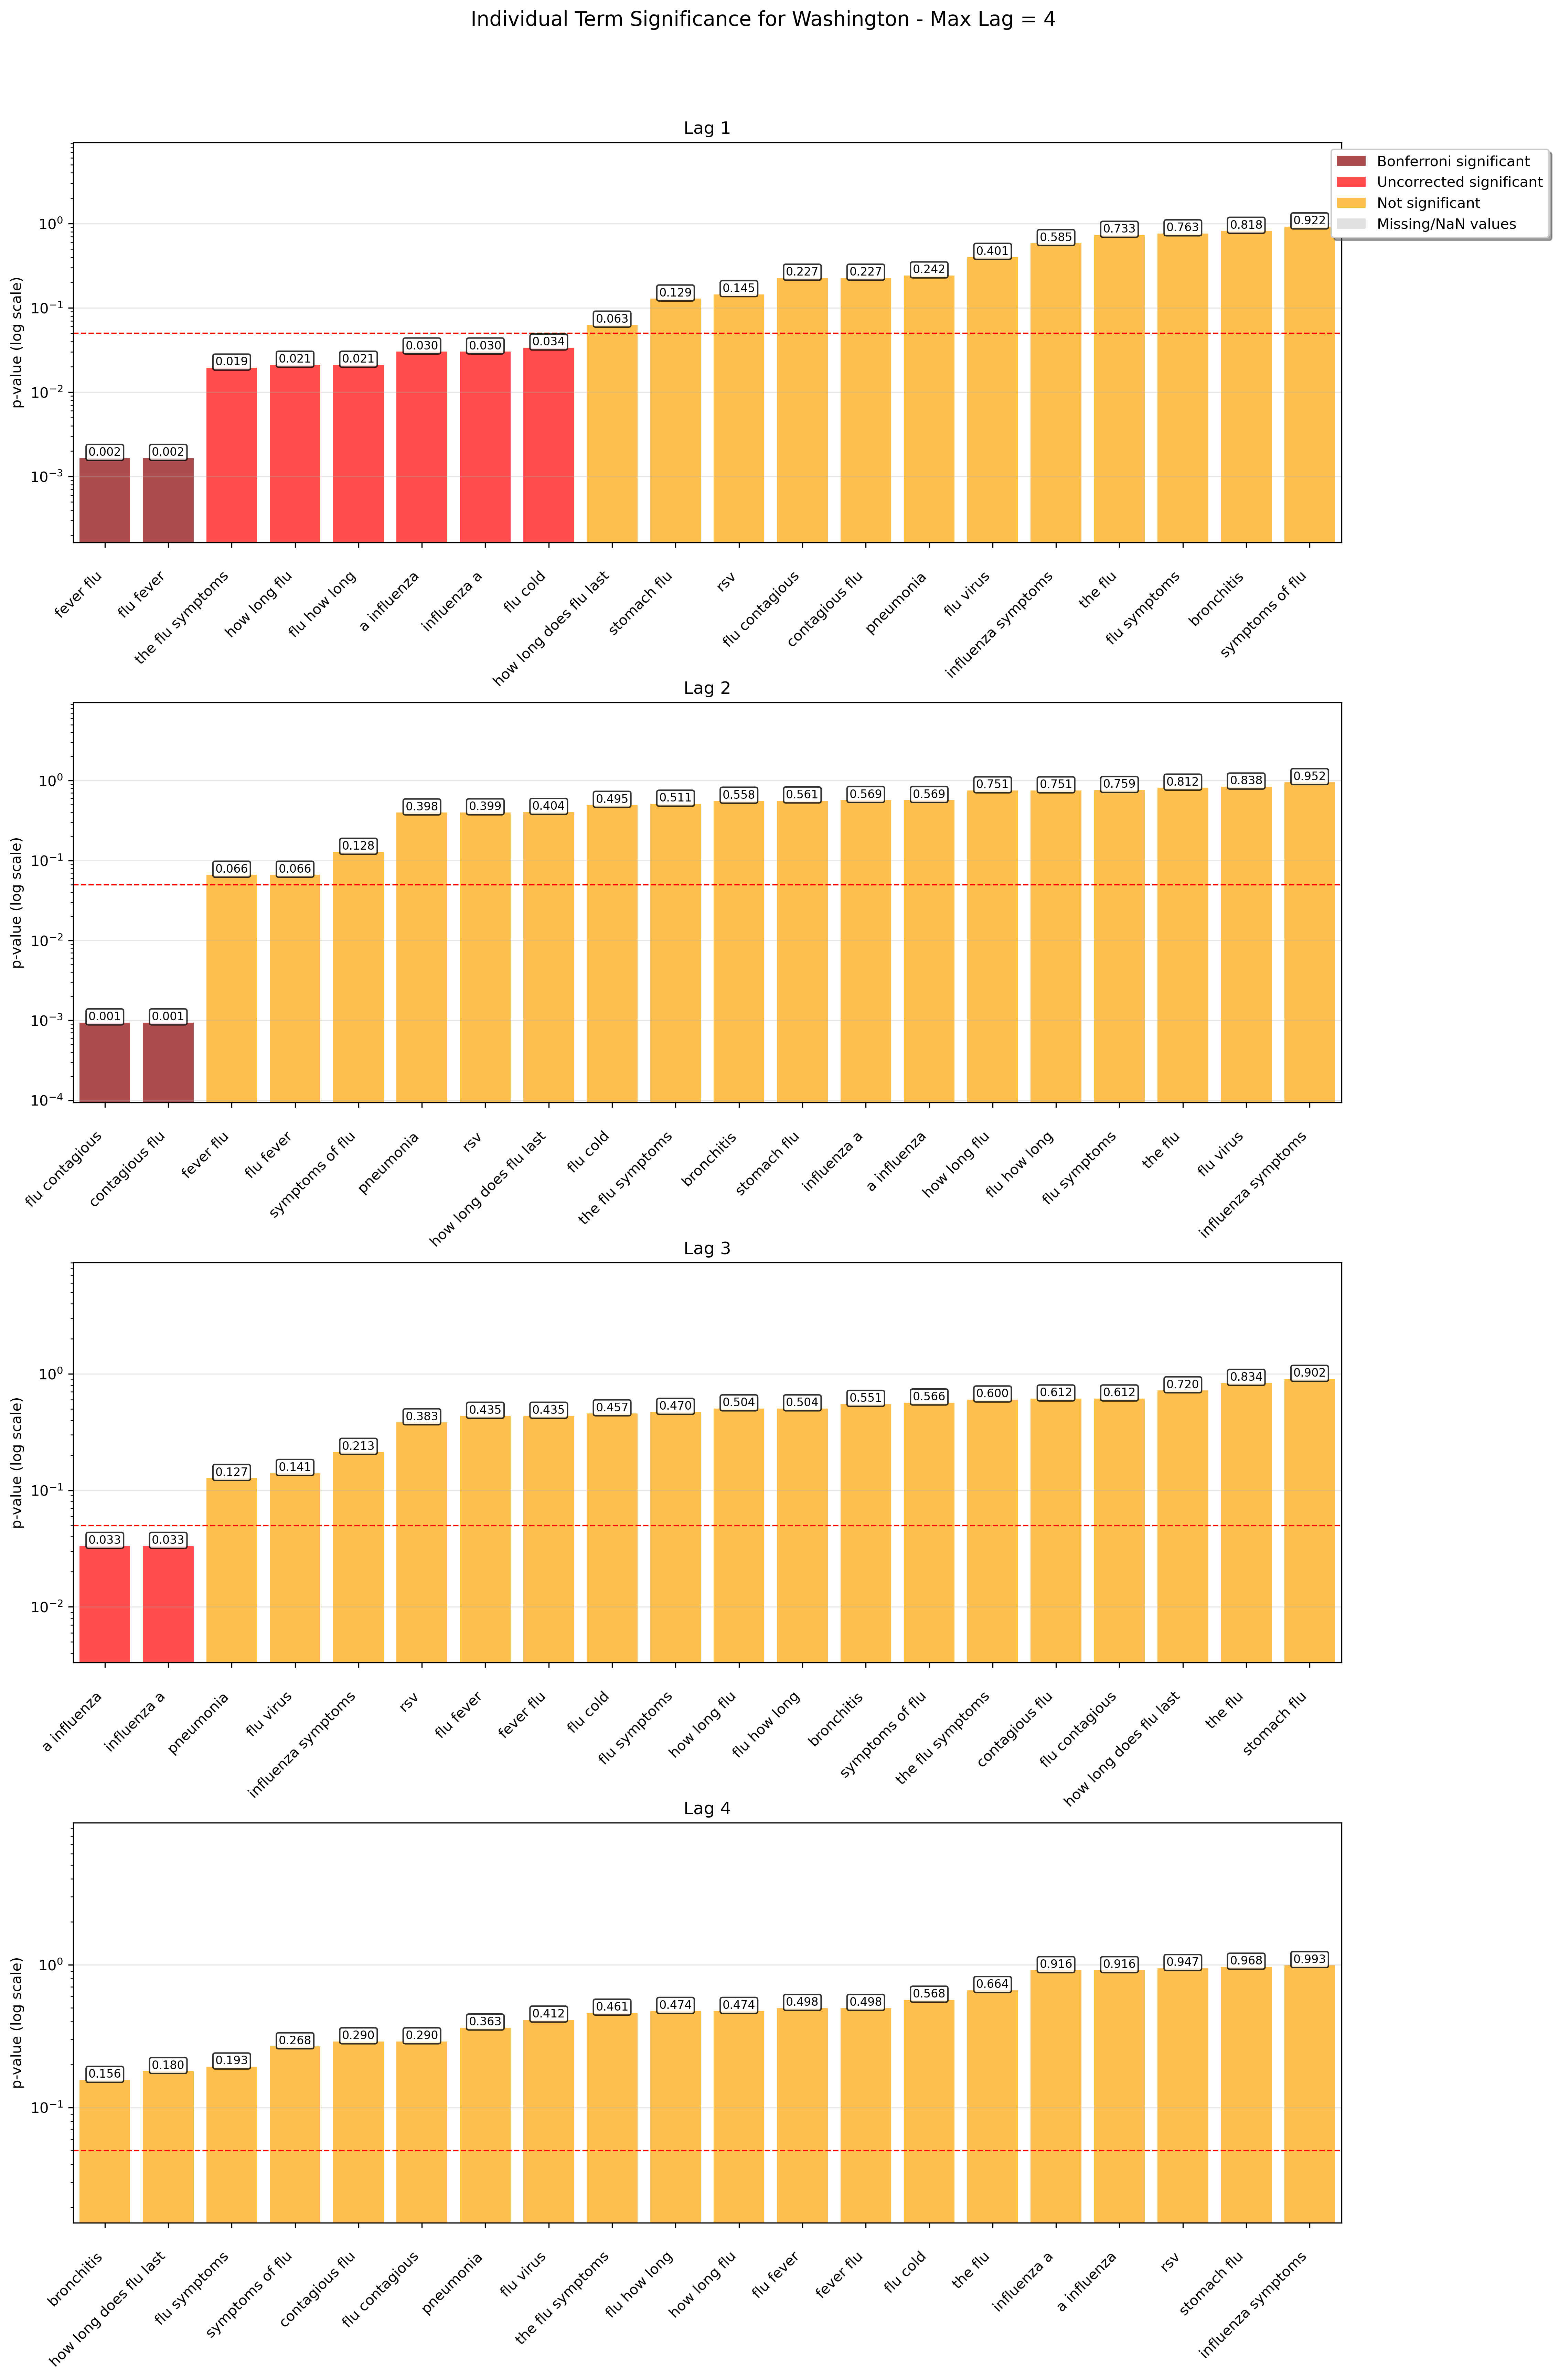 Individual Term Significance for Washington - Max Lag = 4
Lag 1
Bonferroni significant
Uncorrected significant
Not significant
Missing/NaN values
p-value (log scale)
10⁰
10⁻¹
10⁻²
10⁻³
0.002 0.002 0.019 0.021 0.021 0.030 0.030 0.034 0.063 0.129 0.145 0.227 0.227 0.242 0.401 0.585 0.733 0.763 0.818 0.922
fever flu
flu fever
the flu symptoms
how long flu
flu how long
a influenza
influenza a
flu cold
how long does flu last
stomach flu
rsv
flu contagious
contagious flu
pneumonia
flu virus
influenza symptoms
the flu
flu symptoms
bronchitis
symptoms of flu
Lag 2
p-value (log scale)
10⁰
10⁻¹
10⁻²
10⁻³
10⁻⁴
0.001 0.001 0.066 0.066 0.128 0.398 0.399 0.404 0.495 0.511 0.558 0.561 0.569 0.569 0.751 0.751 0.759 0.812 0.838 0.952
flu contagious
contagious flu
fever flu
flu fever
symptoms of flu
pneumonia
rsv
how long does flu last
flu cold
the flu symptoms
bronchitis
stomach flu
influenza a
a influenza
how long flu
flu how long
flu symptoms
the flu
flu virus
influenza symptoms
Lag 3
p-value (log scale)
10⁰
10⁻¹
10⁻²
0.033 0.033 0.127 0.141 0.213 0.383 0.435 0.435 0.457 0.470 0.504 0.504 0.551 0.566 0.600 0.612 0.612 0.720 0.834 0.902
a influenza
influenza a
pneumonia
flu virus
influenza symptoms
rsv
flu fever
fever flu
flu cold
flu symptoms
how long flu
flu how long
bronchitis
symptoms of flu
the flu symptoms
contagious flu
flu contagious
how long does flu last
the flu
stomach flu
Lag 4
p-value (log scale)
10⁰
10⁻¹
0.156 0.180 0.193 0.268 0.290 0.290 0.363 0.412 0.461 0.474 0.474 0.498 0.498 0.568 0.664 0.916 0.916 0.947 0.968 0.993
bronchitis
how long does flu last
flu symptoms
symptoms of flu
contagious flu
flu contagious
pneumonia
flu virus
the flu symptoms
flu how long
how long flu
flu fever
fever flu
flu cold
the flu
influenza a
a influenza
rsv
stomach flu
influenza symptoms